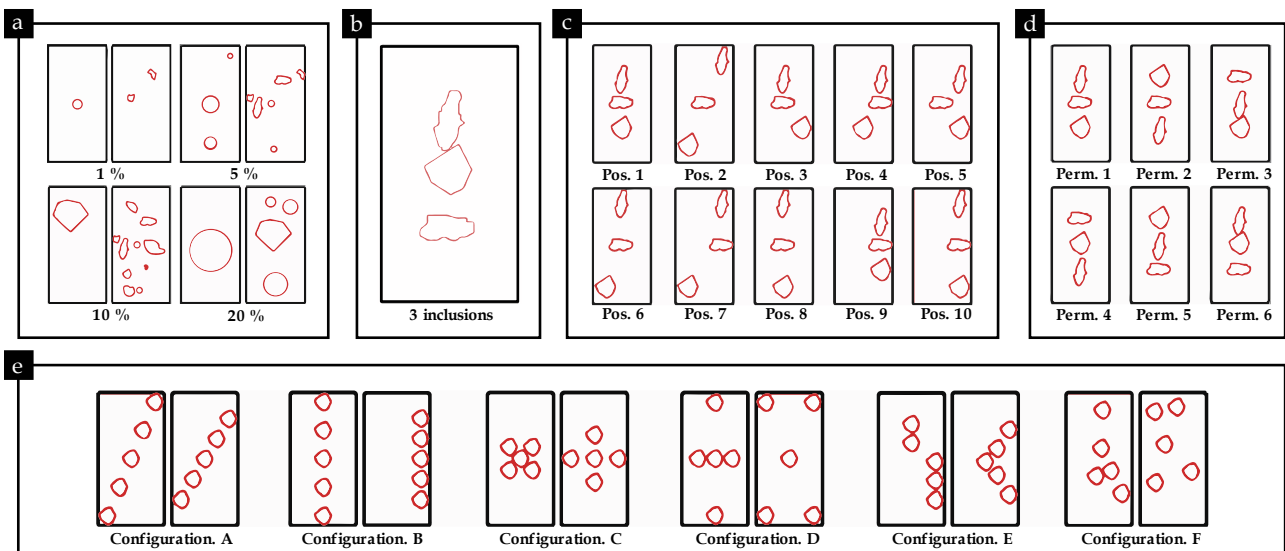 a
1 %
5 %
10 %
20 %
b
3 inclusions
c
Pos. 1
Pos. 2
Pos. 3
Pos. 4
Pos. 5
Pos. 6
Pos. 7
Pos. 8
Pos. 9
Pos. 10
d
Perm. 1
Perm. 2
Perm. 3
Perm. 4
Perm. 5
Perm. 6
e
Configuration. A
Configuration. B
Configuration. C
Configuration. D
Configuration. E
Configuration. F